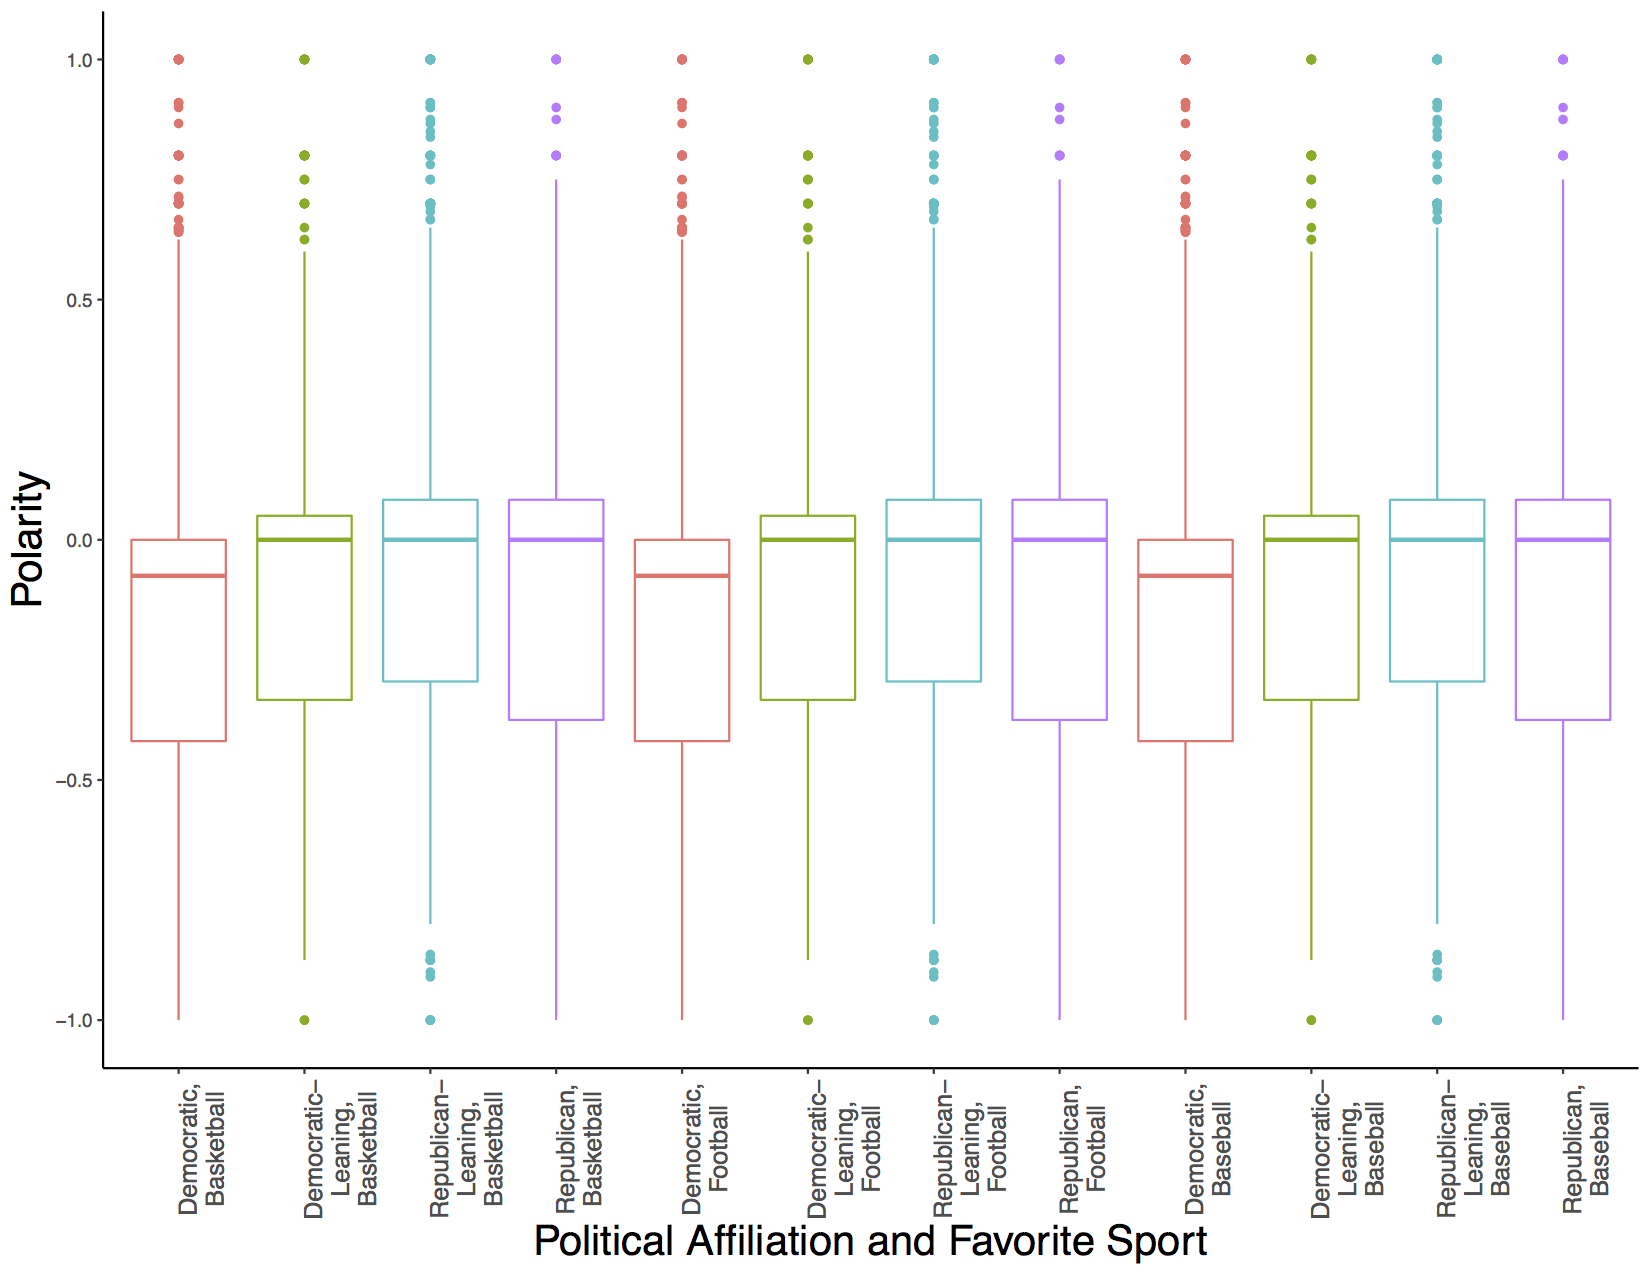 1.0
0.5
0.0
−0.5
−1.0
Polarity
Democratic,
Basketball
Democratic−
Leaning,
Basketball
Republican−
Leaning,
Basketball
Republican,
Basketball
Democratic,
Football
Democratic−
Leaning,
Football
Republican−
Leaning,
Football
Republican,
Football
Democratic,
Baseball
Democratic−
Leaning,
Baseball
Republican−
Leaning,
Baseball
Republican,
Baseball
Political Affiliation and Favorite Sport